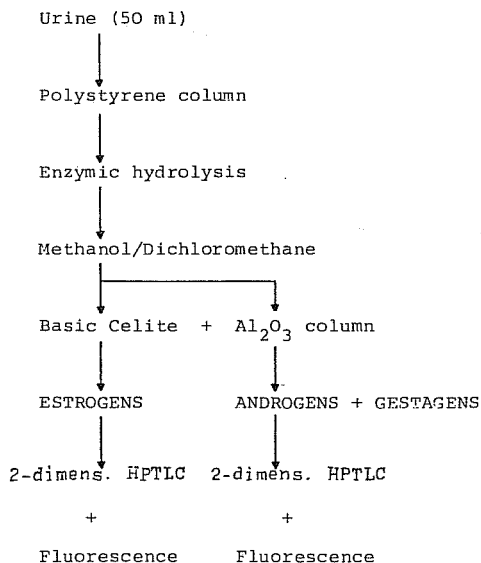 Urine (50 ml)
Polystyrene column
Enzymic hydrolysis
Methanol/Dichloromethane
Basic Celite + Al2O3 column
ESTROGENS ANDROGENS + GESTAGENS
2-dimens. HPTLC 2-dimens. HPTLC
+ +
Fluorescence Fluorescence